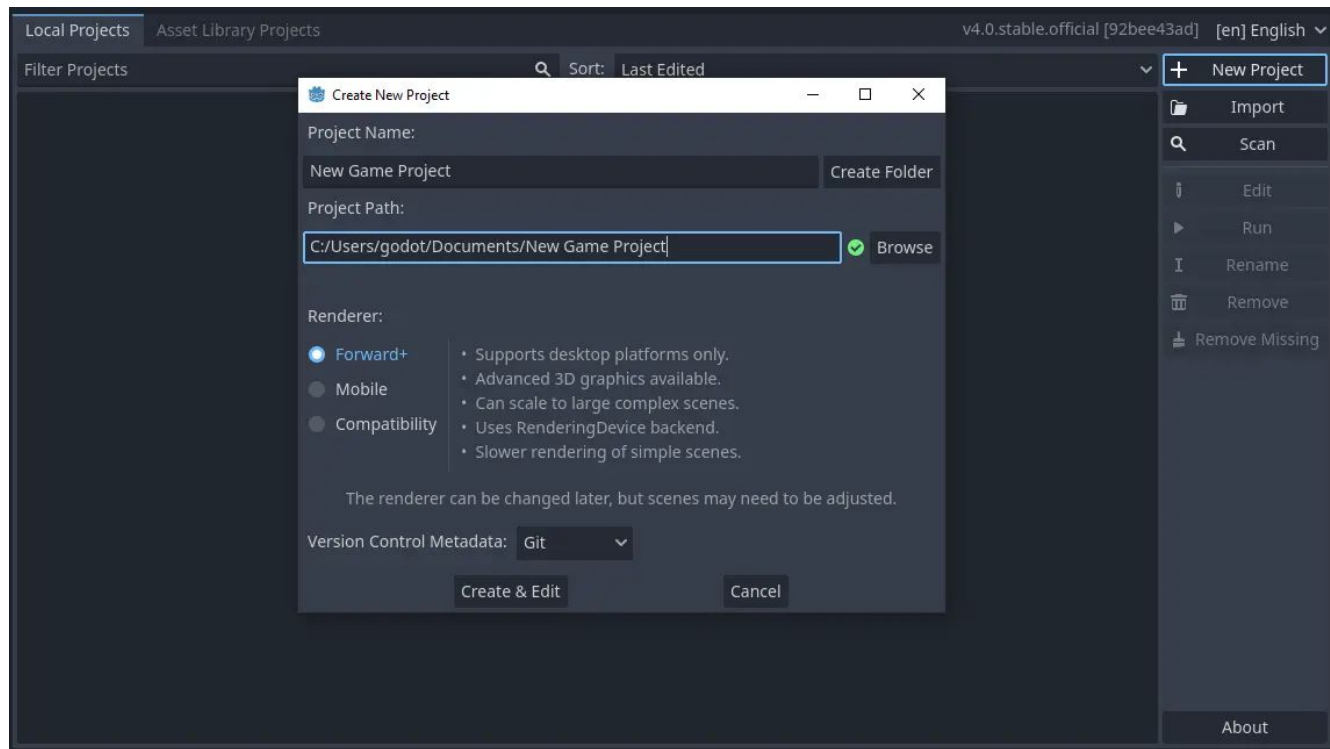 Local Projects Asset Library Projects v4.0.stable.official [92bee43ad] [en] English
Filter Projects Sort: Last Edited New Project
Create New Project
Import
Project Name:
Scan
New Game Project Create Folder
Edit
Project Path:
Run
C:/Users/godot/Documents/New Game Project Browse
Rename
Remove
Renderer:
Remove Missing
Forward+ • Supports desktop platforms only.
• Advanced 3D graphics available.
Mobile
• Can scale to large complex scenes.
Compatibility • Uses RenderingDevice backend.
• Slower rendering of simple scenes.
The renderer can be changed later, but scenes may need to be adjusted.
Version Control Metadata: Git
Create & Edit Cancel
About